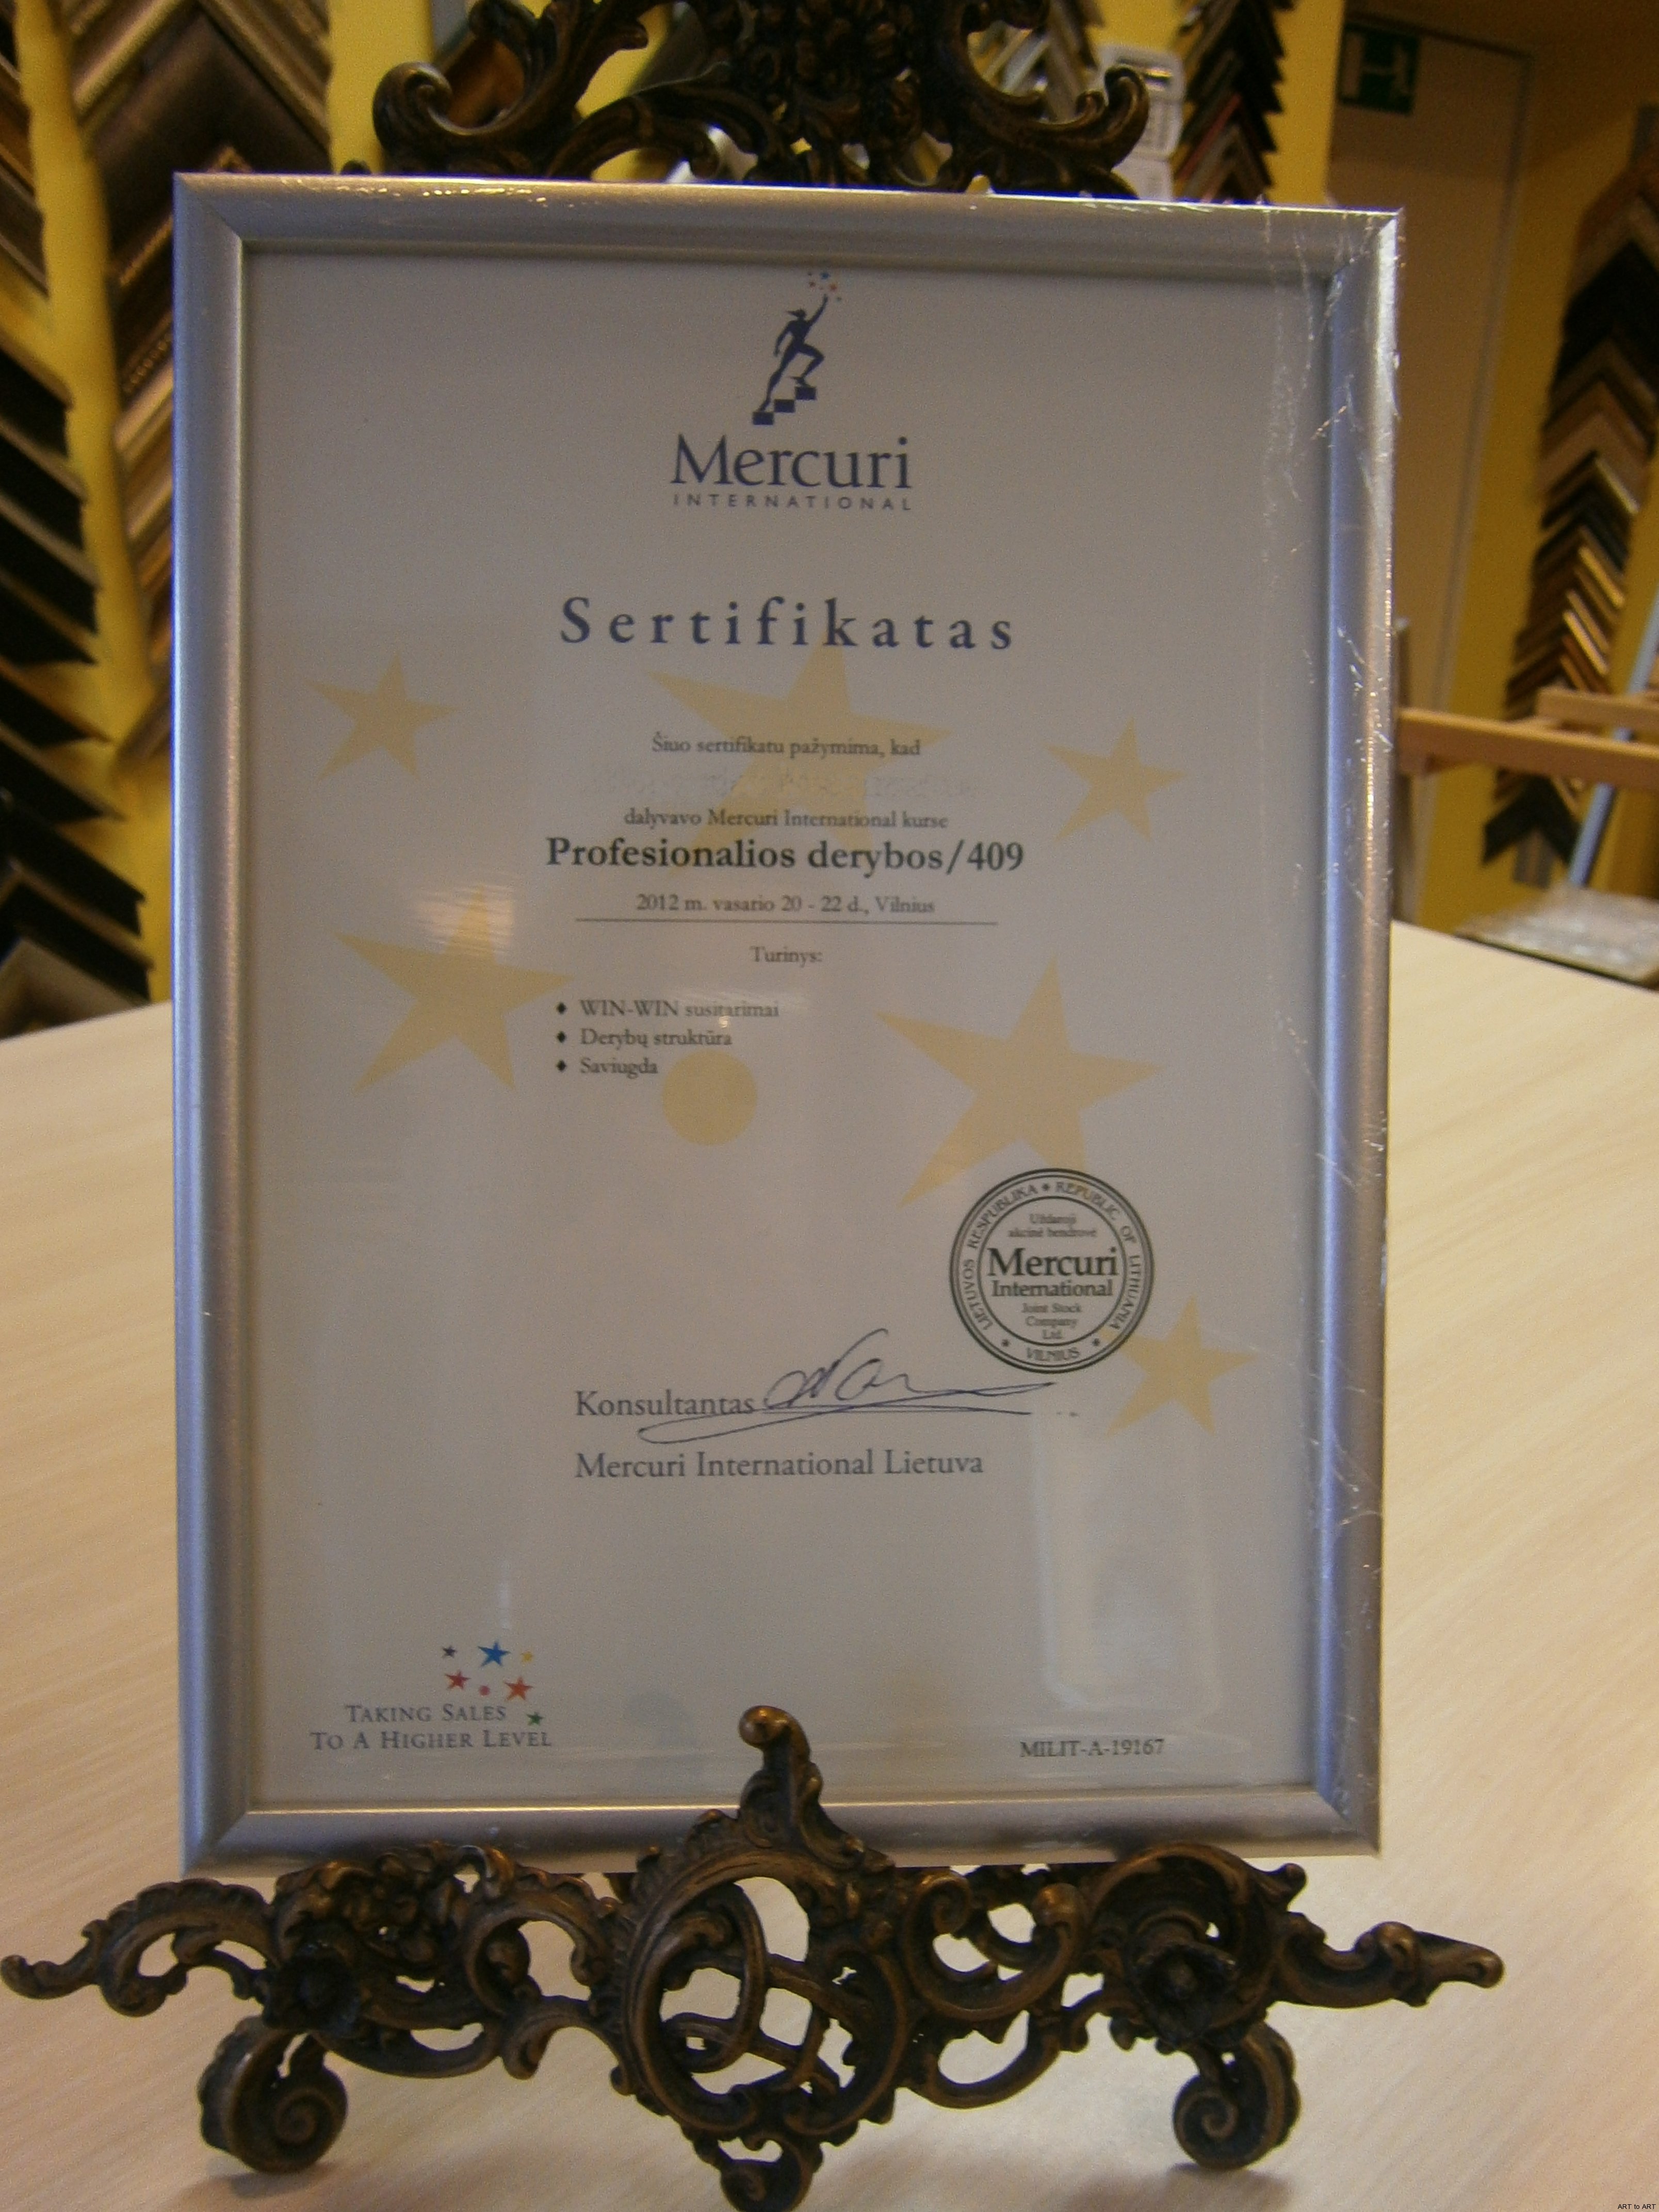 Mercuri
INTERNATIONAL
Sertifikatas
Šiuo sertifikatu pažymima, kad
dalyvavo Mercuri International kurse
Profesionalios derybos/409
2012 m. vasario 20 - 22 d., Vilnius
Turinys:
♦ WIN-WIN susitarimai
♦ Derybų struktūra
♦ Saviugda
LIETUVOS RESPUBLIKA * REPUBLIC OF LITHUANIA
Uždaroji
akcinė bendrovė
Mercuri
International
Joint Stock
Company
Ltd.
* VILNIUS *
Konsultantas
Mercuri International Lietuva
TAKING SALES
TO A HIGHER LEVEL
MILIT-A-19167
ART to ART